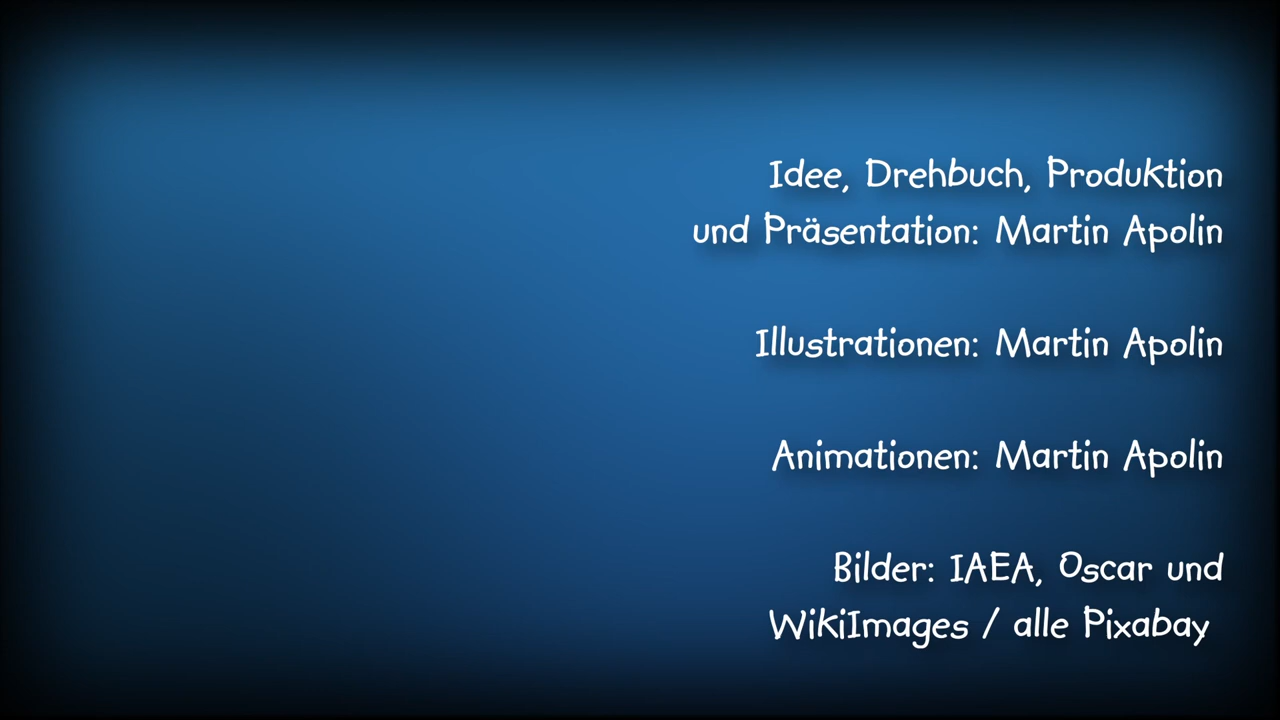 Idee, Drehbuch, Produktion
und Präsentation: Martin Apolin
Illustrationen: Martin Apolin
Animationen: Martin Apolin
Bilder: IAEA, Oscar und
WikiImages / alle Pixabay